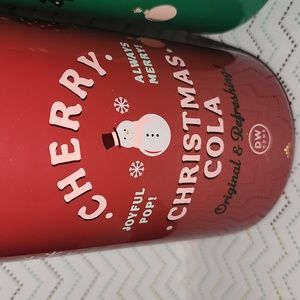 CHERRY
ALWAYS
MERRY!
JOYFUL
POP!
CHRISTMAS
COLA
Original & Refreshing!
DW